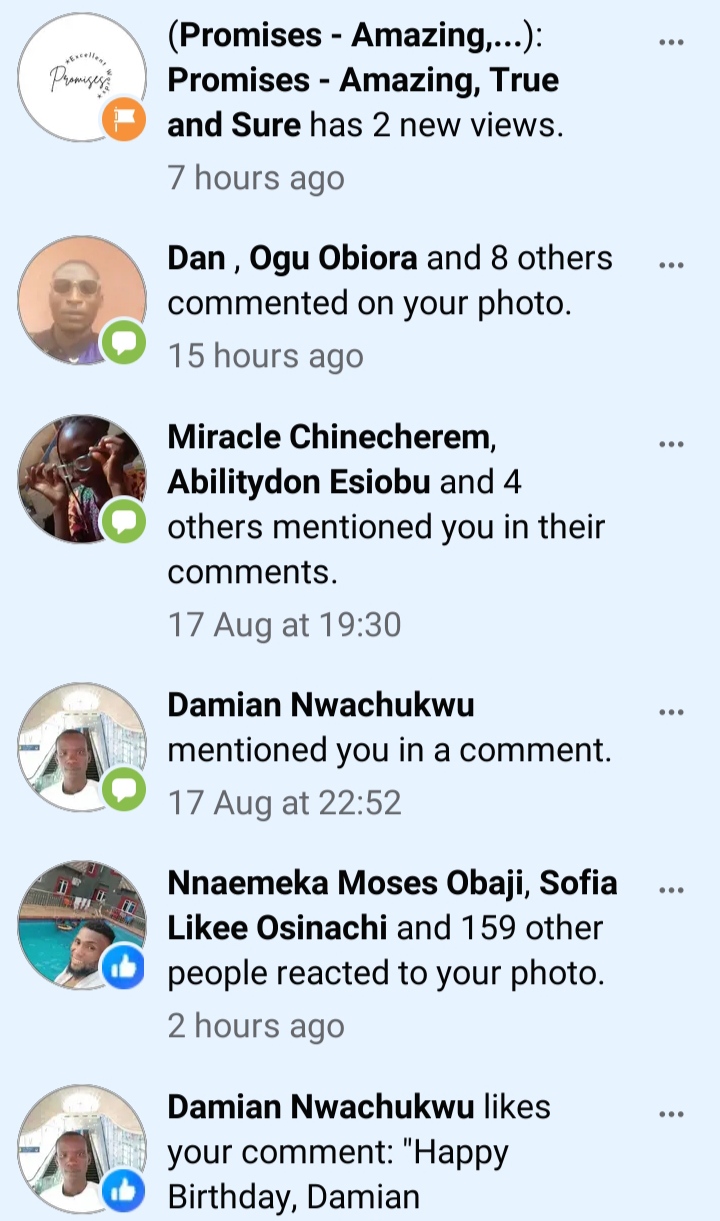 Excellent
Promises
(Promises - Amazing,...):
Promises - Amazing, True
and Sure has 2 new views.
7 hours ago
Dan , Ogu Obiora and 8 others
commented on your photo.
15 hours ago
Miracle Chinecherem,
Abilitydon Esiobu and 4
others mentioned you in their
comments.
17 Aug at 19:30
Damian Nwachukwu
mentioned you in a comment.
17 Aug at 22:52
Nnaemeka Moses Obaji, Sofia
Likee Osinachi and 159 other
people reacted to your photo.
2 hours ago
Damian Nwachukwu likes
your comment: "Happy
Birthday, Damian